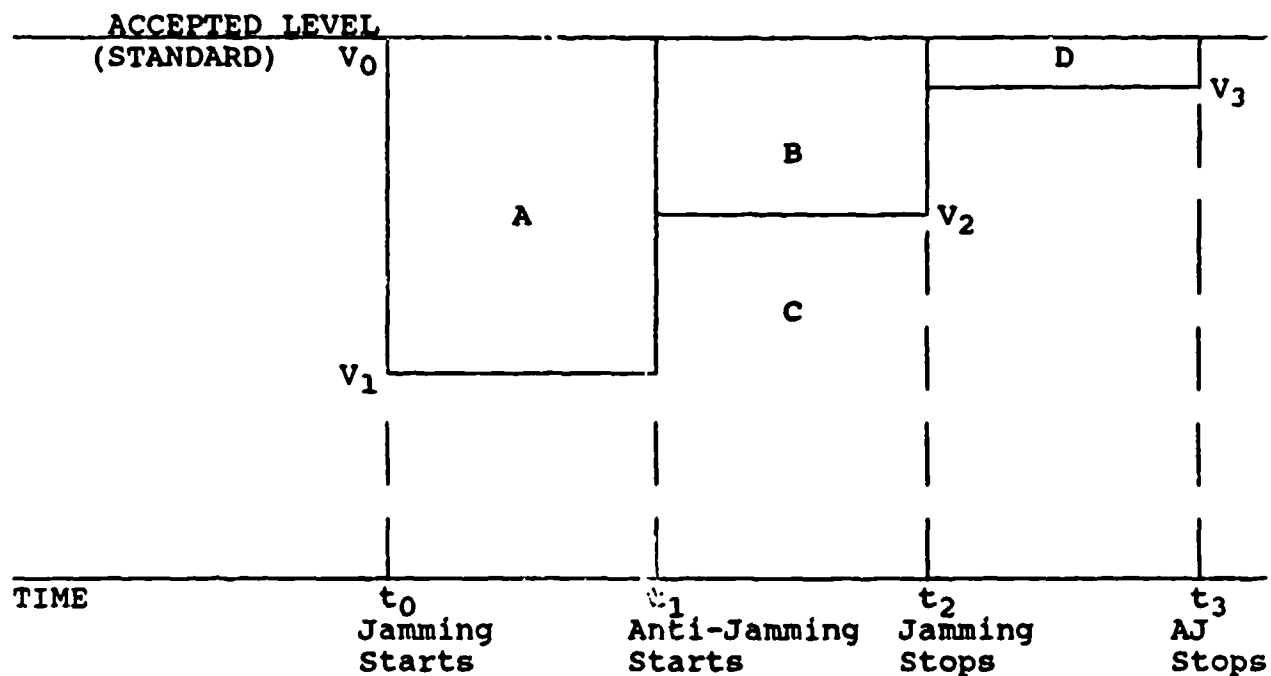 ACCEPTED LEVEL
(STANDARD) V0
D
V3
B
A
V2
C
V1
TIME t0 t1 t2 t3
Jamming Anti-Jamming Jamming AJ
Starts Starts Stops Stops